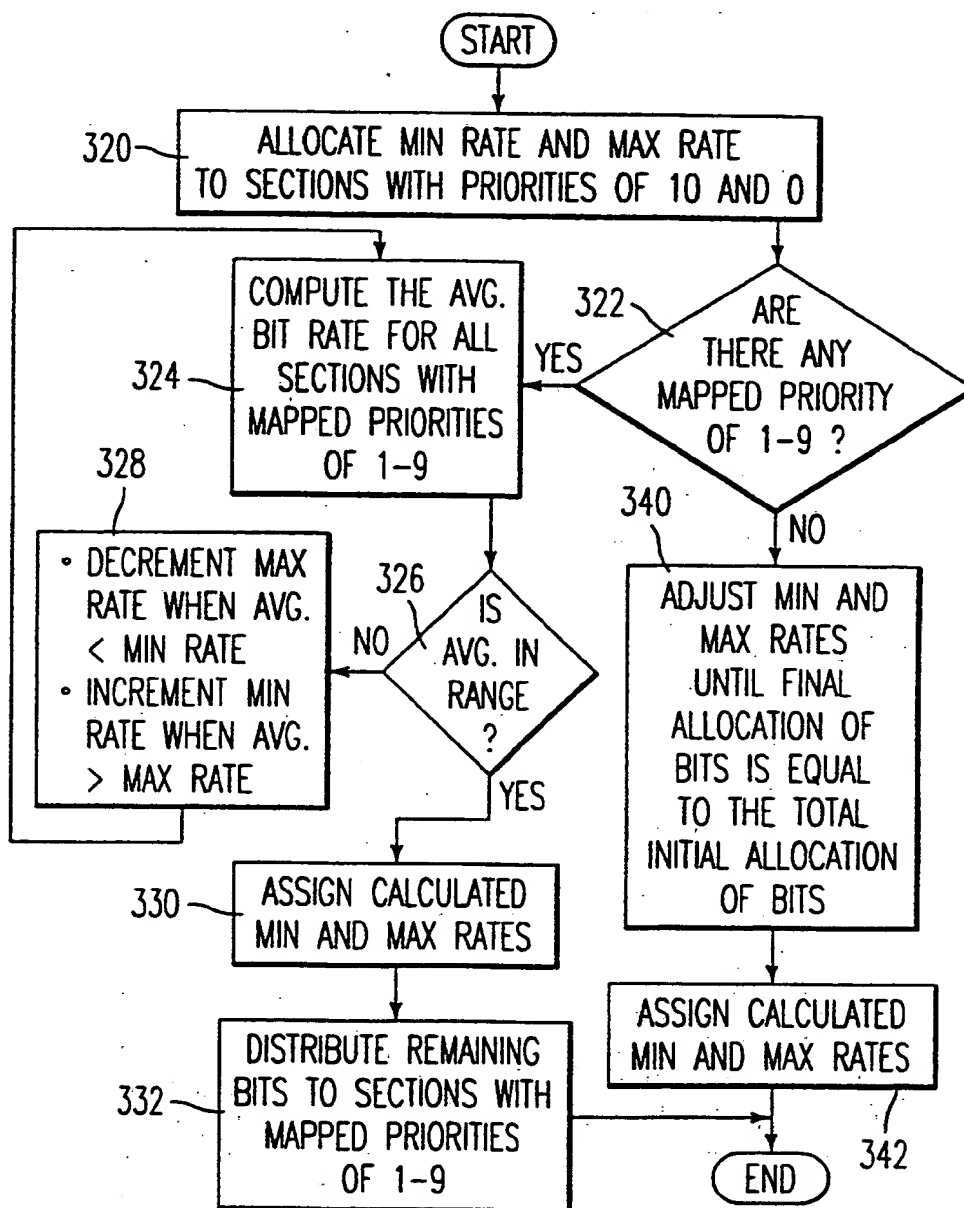 START
320
ALLOCATE MIN RATE AND MAX RATE
TO SECTIONS WITH PRIORITIES OF 10 AND 0
322
ARE
THERE ANY
MAPPED PRIORITY
OF 1-9 ?
YES
NO
324
COMPUTE THE AVG.
BIT RATE FOR ALL
SECTIONS WITH
MAPPED PRIORITIES
OF 1-9
326
IS
AVG. IN
RANGE
?
NO
YES
328
• DECREMENT MAX
RATE WHEN AVG.
< MIN RATE
• INCREMENT MIN
RATE WHEN AVG.
> MAX RATE
330
ASSIGN CALCULATED
MIN AND MAX RATES
332
DISTRIBUTE REMAINING
BITS TO SECTIONS WITH
MAPPED PRIORITIES
OF 1-9
340
ADJUST MIN AND
MAX RATES
UNTIL FINAL
ALLOCATION OF
BITS IS EQUAL
TO THE TOTAL
INITIAL ALLOCATION
OF BITS
ASSIGN CALCULATED
MIN AND MAX RATES
342
END